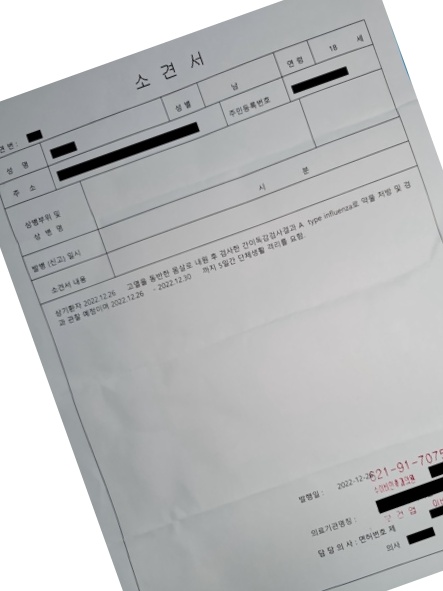 소 견 서
연 번 :
성 명 성 별 남 연 령 18 세
주 소 주민등록번호
상병부위 및
상 병 명
발병 (진고) 일시 시 분
소견서 내용
상기환자 2022.12.26 고열을 동반한 몸살로 내원 후 검사한 간이독감검사결과 A type influenza로 약물 처방 및 경
과 관찰 예정이며 2022.12.26 - 2022.12.30 까지 5일간 단체생활 격리를 요함.
621-91-7075
발행일 : 2022-12-26
의료기관명칭 :
담 당 의 사 : 면허번호 제
의사